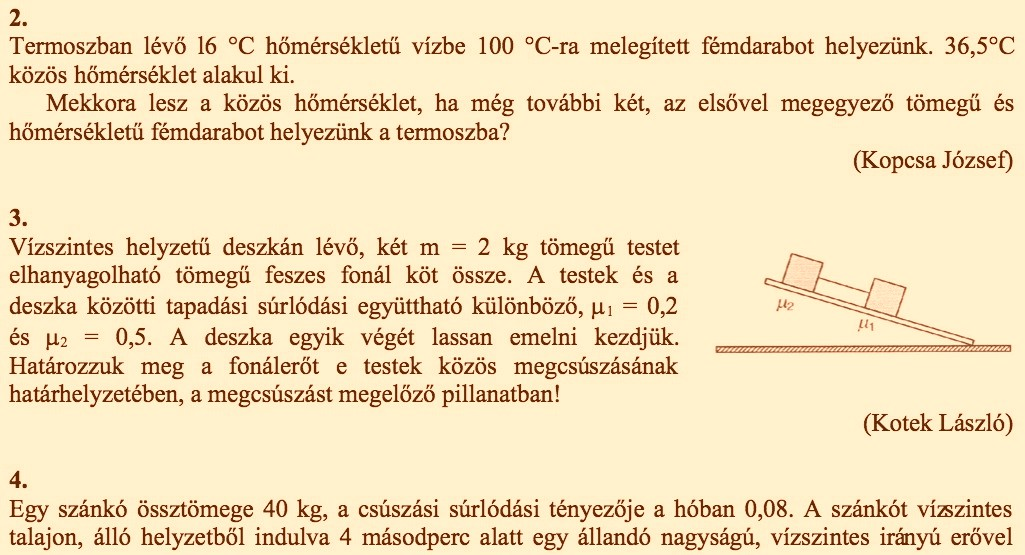 2.
Termoszban lévő 16 °C hőmérsékletű vízbe 100 °C-ra melegített fémdarabot helyezünk. 36,5°C
közös hőmérséklet alakul ki.
Mekkora lesz a közös hőmérséklet, ha még további két, az elsővel megegyező tömegű és
hőmérsékletű fémdarabot helyezünk a termoszba?
(Kopcsa József)
3.
Vízszintes helyzetű deszkán lévő, két m = 2 kg tömegű testet
elhanyagolható tömegű feszes fonál köt össze. A testek és a
deszka közötti tapadási súrlódási együttható különböző, μ₁ = 0,2
és μ₂ = 0,5. A deszka egyik végét lassan emelni kezdjük.
Határozzuk meg a fonálerőt e testek közös megcsúszásának
határhelyzetében, a megcsúszást megelőző pillanatban!
μ₂
μ₁
(Kotek László)
4.
Egy szánkó össztömege 40 kg, a csúszási súrlódási tényezője a hóban 0,08. A szánkót vízszintes
talajon, álló helyzetből indulva 4 másodperc alatt egy állandó nagyságú, vízszintes irányú erővel